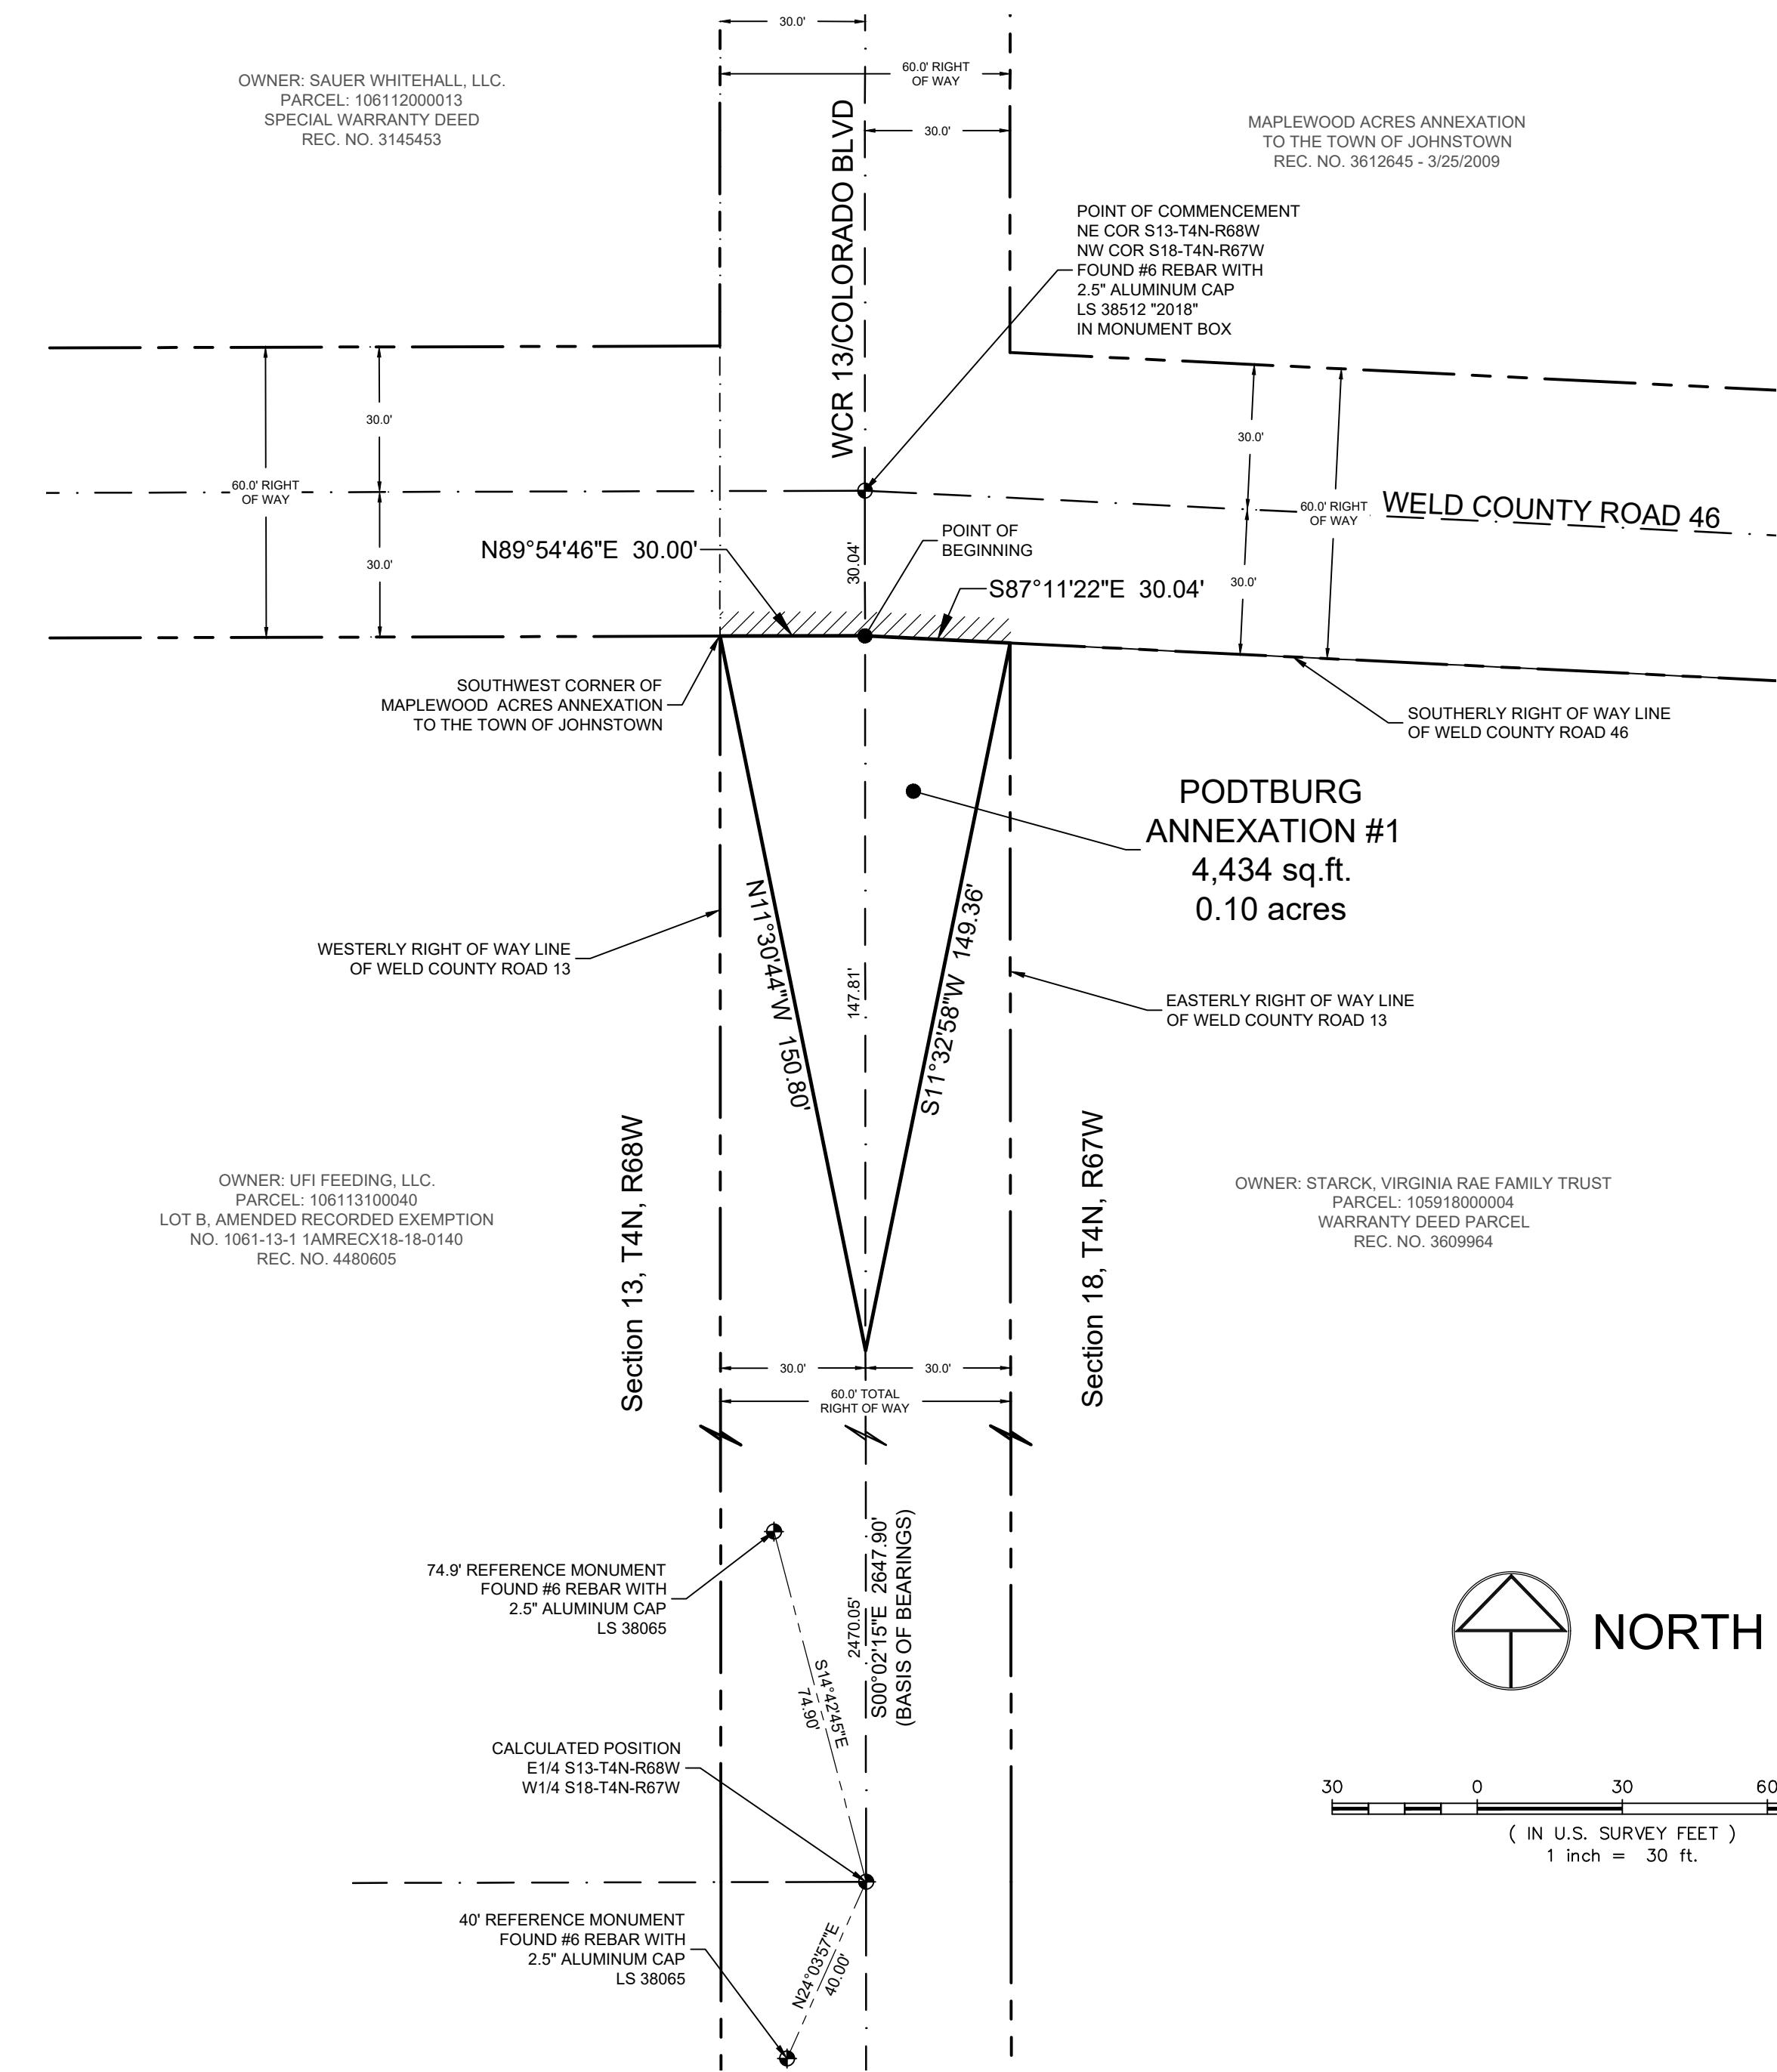 30.0'
60.0' RIGHT
OF WAY
30.0'
OWNER: SAUER WHITEHALL, LLC.
PARCEL: 106112000013
SPECIAL WARRANTY DEED
REC. NO. 3145453
WCR 13/COLORADO BLVD
MAPLEWOOD ACRES ANNEXATION
TO THE TOWN OF JOHNSTOWN
REC. NO. 3612645 - 3/25/2009
POINT OF COMMENCEMENT
NE COR S13-T4N-R68W
NW COR S18-T4N-R67W
FOUND #6 REBAR WITH
2.5" ALUMINUM CAP
LS 38512 "2018"
IN MONUMENT BOX
30.0'
60.0' RIGHT
OF WAY
30.0'
30.0'
60.0' RIGHT
OF WAY
30.0'
WELD COUNTY ROAD 46
N89°54'46"E 30.00'
30.04'
POINT OF
BEGINNING
S87°11'22"E 30.04'
SOUTHWEST CORNER OF
MAPLEWOOD ACRES ANNEXATION
TO THE TOWN OF JOHNSTOWN
SOUTHERLY RIGHT OF WAY LINE
OF WELD COUNTY ROAD 46
PODTBURG
ANNEXATION #1
4,434 sq.ft.
0.10 acres
N11°30'44"W 150.80'
147.81'
S11°32'58"W 149.36'
WESTERLY RIGHT OF WAY LINE
OF WELD COUNTY ROAD 13
EASTERLY RIGHT OF WAY LINE
OF WELD COUNTY ROAD 13
OWNER: UFI FEEDING, LLC.
PARCEL: 106113100040
LOT B, AMENDED RECORDED EXEMPTION
NO. 1061-13-1 1AMRECX18-18-0140
REC. NO. 4480605
Section 13, T4N, R68W
Section 18, T4N, R67W
OWNER: STARCK, VIRGINIA RAE FAMILY TRUST
PARCEL: 105918000004
WARRANTY DEED PARCEL
REC. NO. 3609964
30.0'
30.0'
60.0' TOTAL
RIGHT OF WAY
74.9' REFERENCE MONUMENT
FOUND #6 REBAR WITH
2.5" ALUMINUM CAP
LS 38065
S14°42'45"E
74.90'
2470.05'
S00°02'15"E 2647.90'
(BASIS OF BEARINGS)
CALCULATED POSITION
E1/4 S13-T4N-R68W
W1/4 S18-T4N-R67W
40' REFERENCE MONUMENT
FOUND #6 REBAR WITH
2.5" ALUMINUM CAP
LS 38065
N24°03'57"E
40.00'
NORTH
30 0 30 60
( IN U.S. SURVEY FEET )
1 inch = 30 ft.